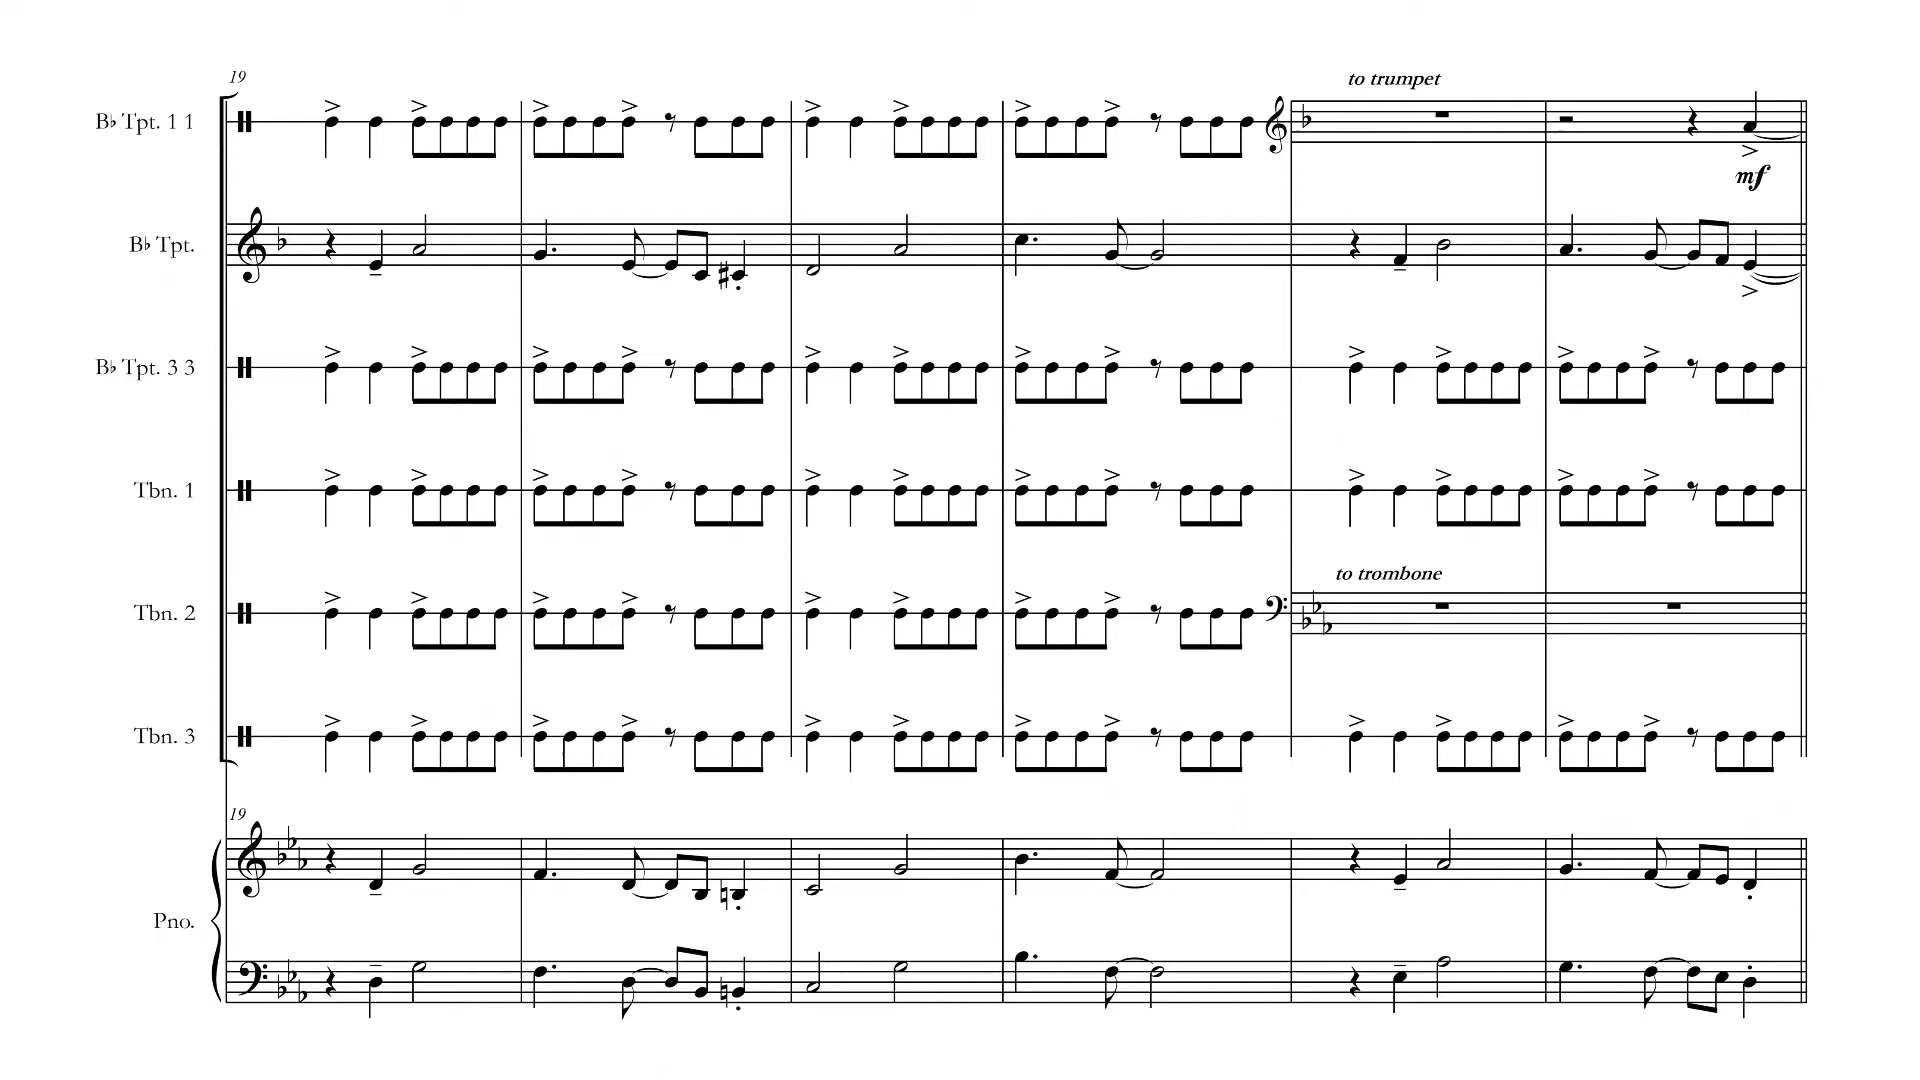 19
to trumpet
B♭ Tpt. 1 1
mf
B♭ Tpt.
B♭ Tpt. 3 3
Tbn. 1
to trombone
Tbn. 2
Tbn. 3
19
Pno.